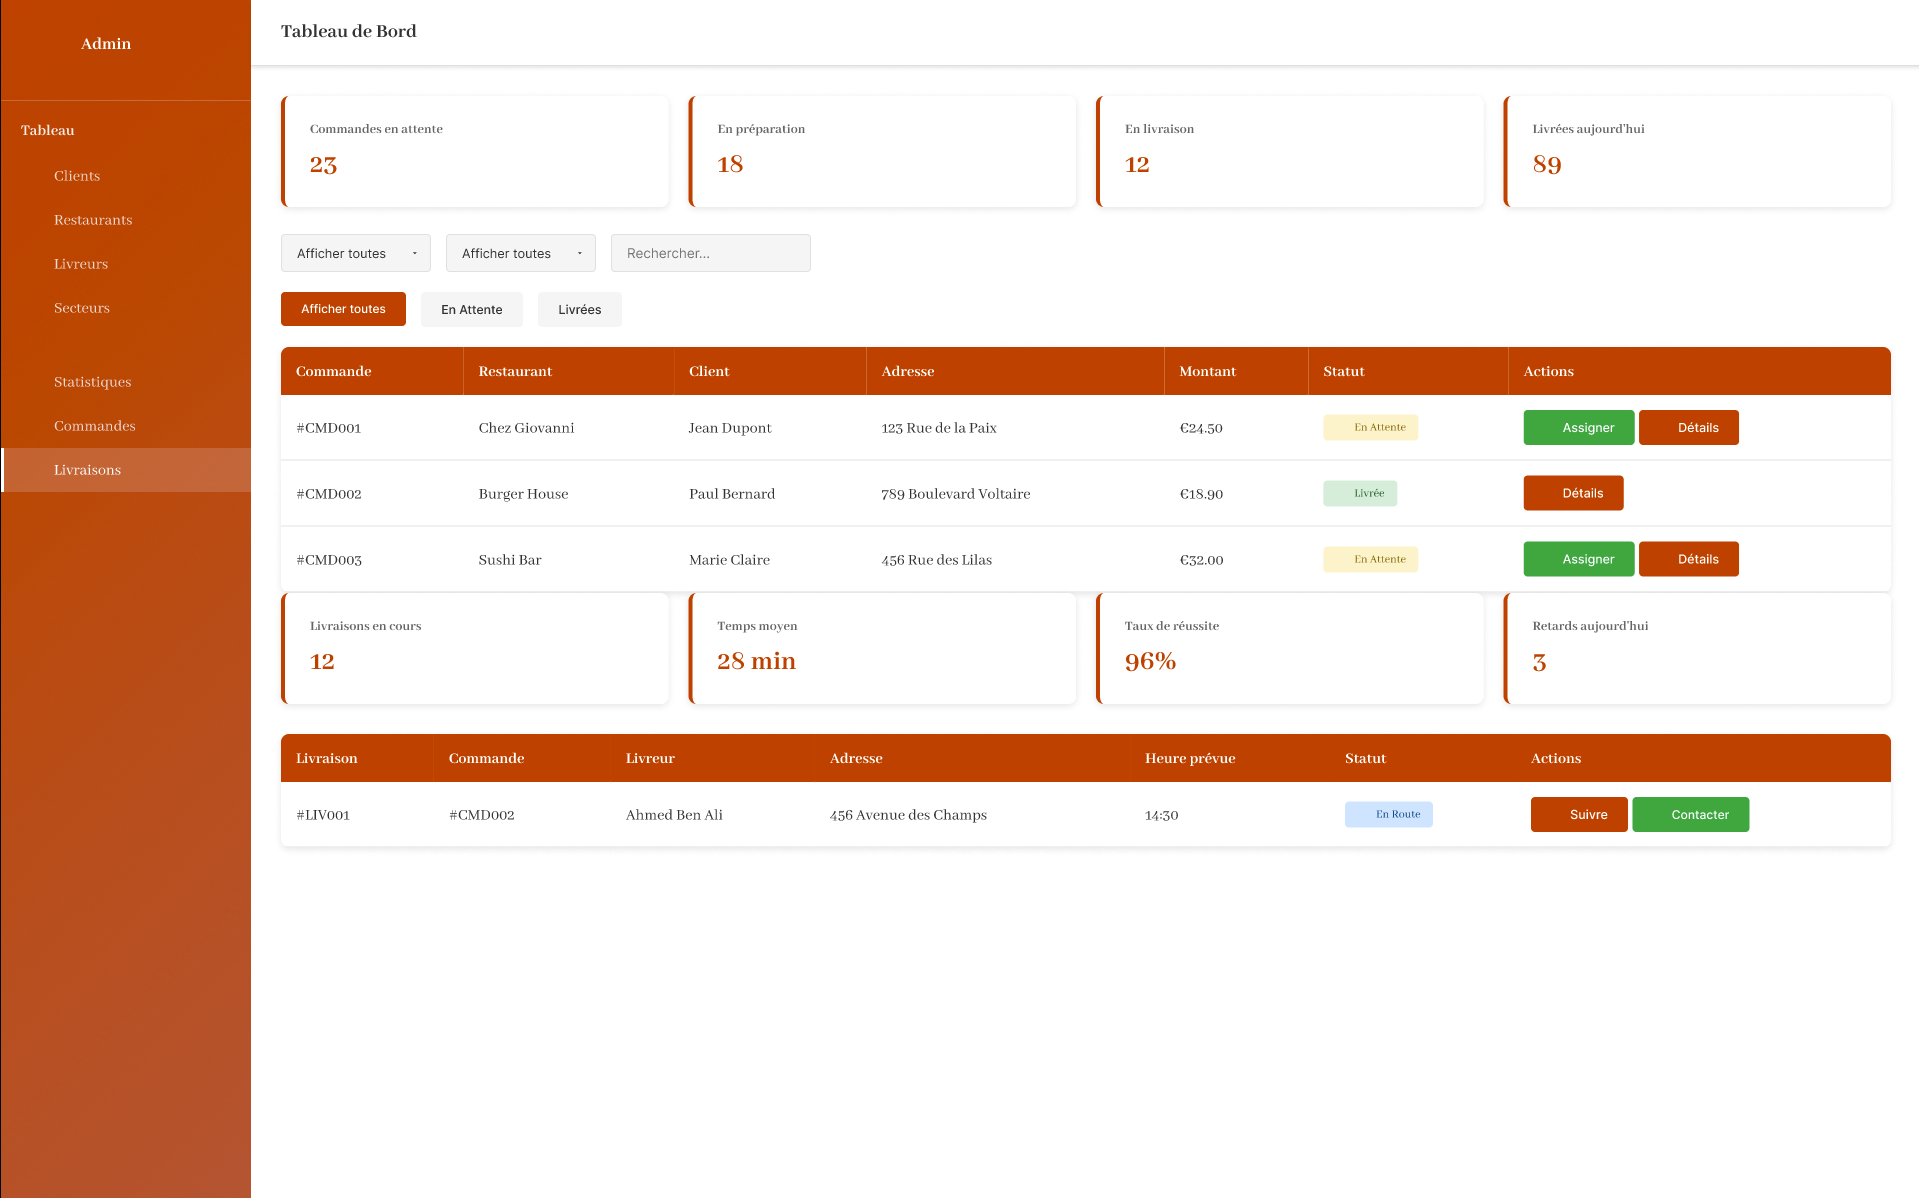 Admin
Tableau
Clients
Restaurants
Livreurs
Secteurs
Statistiques
Commandes
Livraisons
Tableau de Bord
Commandes en attente
23
En préparation
18
En livraison
12
Livrées aujourd'hui
89
Afficher toutes
Afficher toutes
Rechercher...
Afficher toutes
En Attente
Livrées
Commande Restaurant Client Adresse Montant Statut Actions
#CMD001 Chez Giovanni Jean Dupont 123 Rue de la Paix €24.50 En Attente Assigner Détails
#CMD002 Burger House Paul Bernard 789 Boulevard Voltaire €18.90 Livrée Détails
#CMD003 Sushi Bar Marie Claire 456 Rue des Lilas €32.00 En Attente Assigner Détails
Livraisons en cours
12
Temps moyen
28 min
Taux de réussite
96%
Retards aujourd'hui
3
Livraison Commande Livreur Adresse Heure prévue Statut Actions
#LIV001 #CMD002 Ahmed Ben Ali 456 Avenue des Champs 14:30 En Route Suivre Contacter